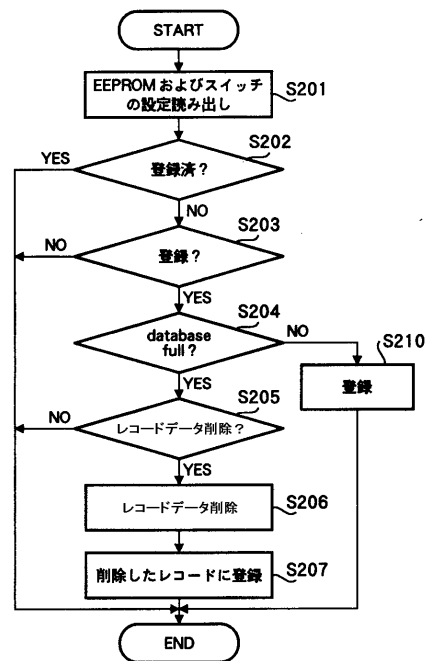 START
EEPROMおよびスイッチ
の設定読み出し
S201
S202
YES
登録済？
NO
S203
NO
登録？
YES
S204
database
full？
NO
S210
登録
YES
S205
NO
レコードデータ削除？
YES
レコードデータ削除
S206
削除したレコードに登録
S207
END